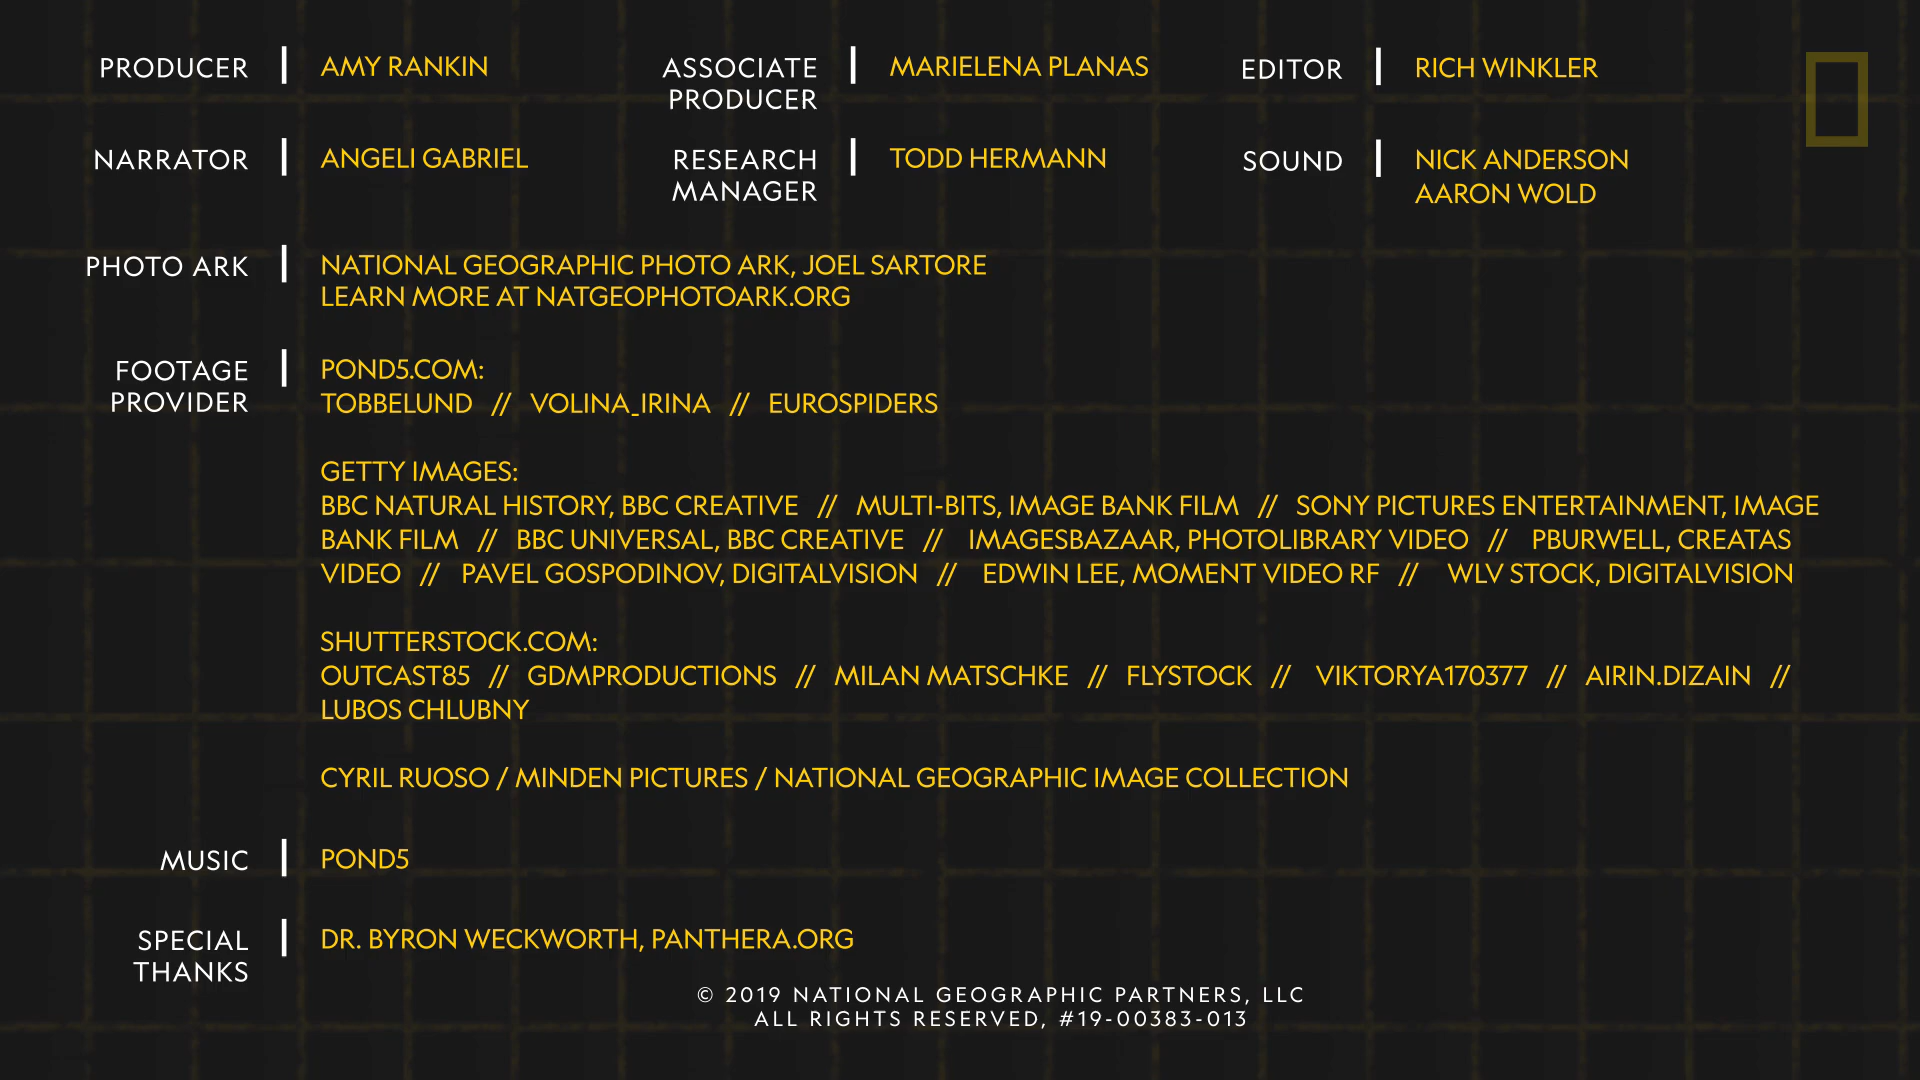 PRODUCER | AMY RANKIN
ASSOCIATE
PRODUCER | MARIELENA PLANAS
EDITOR | RICH WINKLER
NARRATOR | ANGELI GABRIEL
RESEARCH
MANAGER | TODD HERMANN
SOUND | NICK ANDERSON
AARON WOLD
PHOTO ARK | NATIONAL GEOGRAPHIC PHOTO ARK, JOEL SARTORE
LEARN MORE AT NATGEOPHOTOARK.ORG
FOOTAGE
PROVIDER | POND5.COM:
TOBBELUND // VOLINA_IRINA // EUROSPIDERS
GETTY IMAGES:
BBC NATURAL HISTORY, BBC CREATIVE // MULTI-BITS, IMAGE BANK FILM // SONY PICTURES ENTERTAINMENT, IMAGE
BANK FILM // BBC UNIVERSAL, BBC CREATIVE // IMAGESBAZAAR, PHOTOLIBRARY VIDEO // PBURWELL, CREATAS
VIDEO // PAVEL GOSPODINOV, DIGITALVISION // EDWIN LEE, MOMENT VIDEO RF // WLV STOCK, DIGITALVISION
SHUTTERSTOCK.COM:
OUTCAST85 // GDMPRODUCTIONS // MILAN MATSCHKE // FLYSTOCK // VIKTORYA170377 // AIRIN.DIZAIN //
LUBOS CHLUBNY
CYRIL RUOSO / MINDEN PICTURES / NATIONAL GEOGRAPHIC IMAGE COLLECTION
MUSIC | POND5
SPECIAL
THANKS | DR. BYRON WECKWORTH, PANTHERA.ORG
© 2019 NATIONAL GEOGRAPHIC PARTNERS, LLC
ALL RIGHTS RESERVED, #19-00383-013